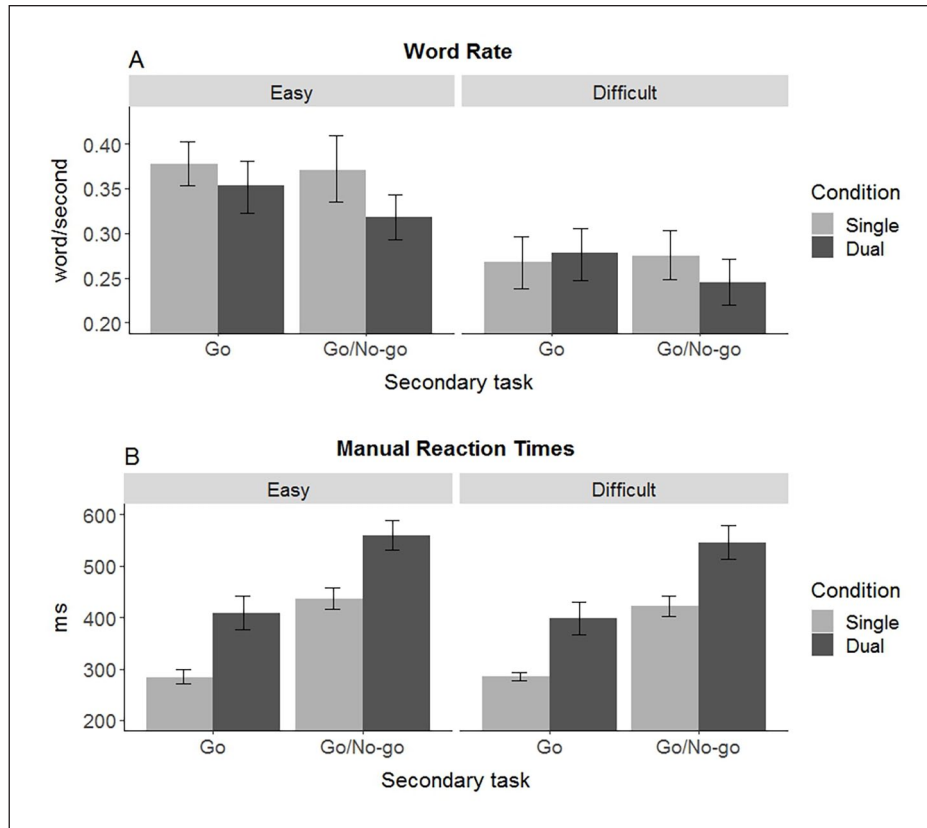 A
Word Rate
Easy Difficult
0.40
0.35
0.30
0.25
0.20
word/second
Go Go/No-go Go Go/No-go
Secondary task
Condition
Single
Dual
B
Manual Reaction Times
Easy Difficult
600
500
400
300
200
ms
Go Go/No-go Go Go/No-go
Secondary task
Condition
Single
Dual